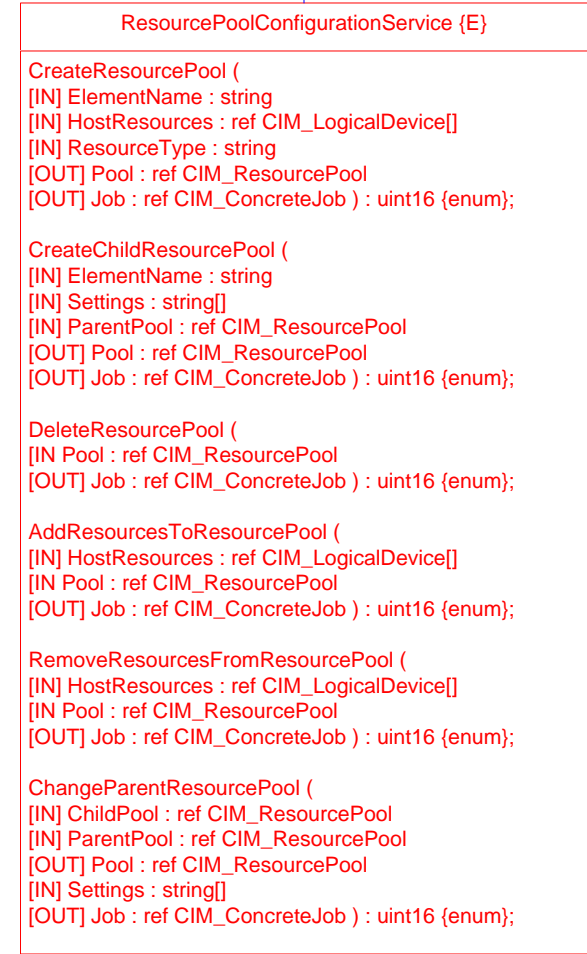 ResourcePoolConfigurationService {E}
CreateResourcePool (
[IN] ElementName : string
[IN] HostResources : ref CIM_LogicalDevice[]
[IN] ResourceType : string
[OUT] Pool : ref CIM_ResourcePool
[OUT] Job : ref CIM_ConcreteJob ) : uint16 {enum};
CreateChildResourcePool (
[IN] ElementName : string
[IN] Settings : string[]
[IN] ParentPool : ref CIM_ResourcePool
[OUT] Pool : ref CIM_ResourcePool
[OUT] Job : ref CIM_ConcreteJob ) : uint16 {enum};
DeleteResourcePool (
[IN Pool : ref CIM_ResourcePool
[OUT] Job : ref CIM_ConcreteJob ) : uint16 {enum};
AddResourcesToResourcePool (
[IN] HostResources : ref CIM_LogicalDevice[]
[IN Pool : ref CIM_ResourcePool
[OUT] Job : ref CIM_ConcreteJob ) : uint16 {enum};
RemoveResourcesFromResourcePool (
[IN] HostResources : ref CIM_LogicalDevice[]
[IN Pool : ref CIM_ResourcePool
[OUT] Job : ref CIM_ConcreteJob ) : uint16 {enum};
ChangeParentResourcePool (
[IN] ChildPool : ref CIM_ResourcePool
[IN] ParentPool : ref CIM_ResourcePool
[OUT] Pool : ref CIM_ResourcePool
[IN] Settings : string[]
[OUT] Job : ref CIM_ConcreteJob ) : uint16 {enum};